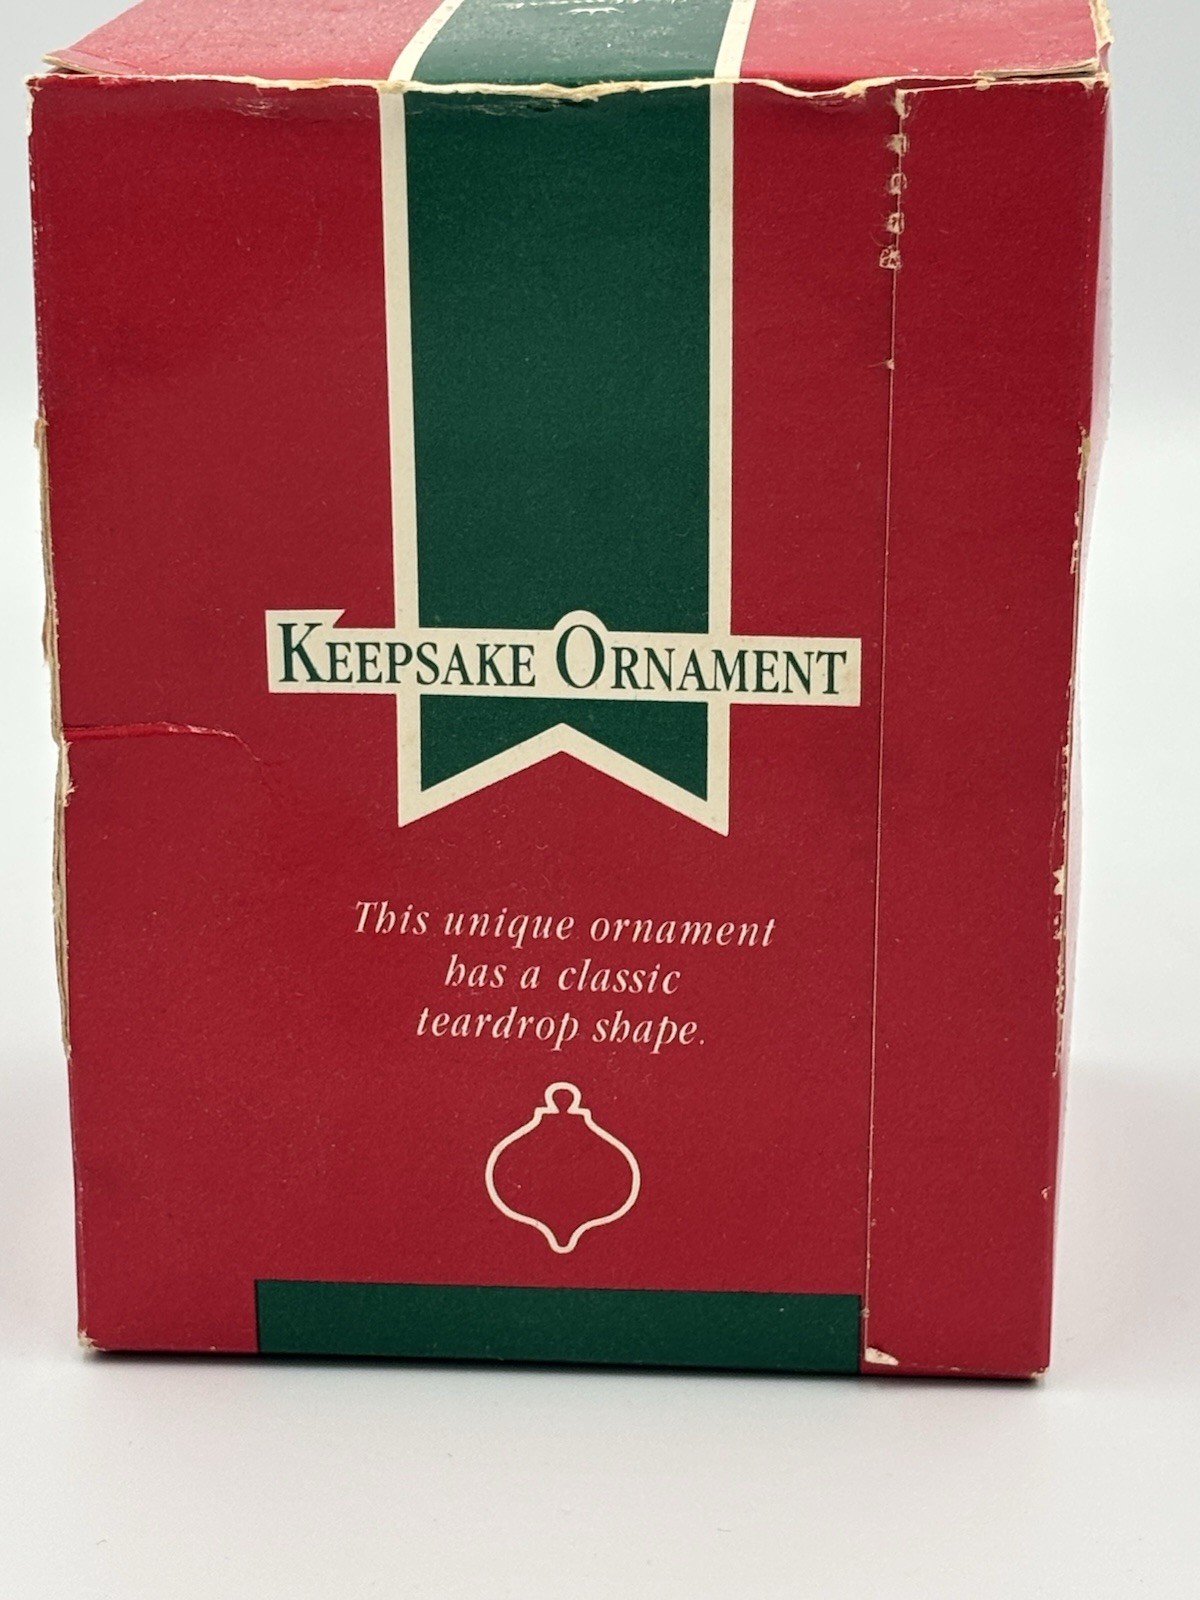 KEEPSAKE ORNAMENT
This unique ornament
has a classic
teardrop shape.